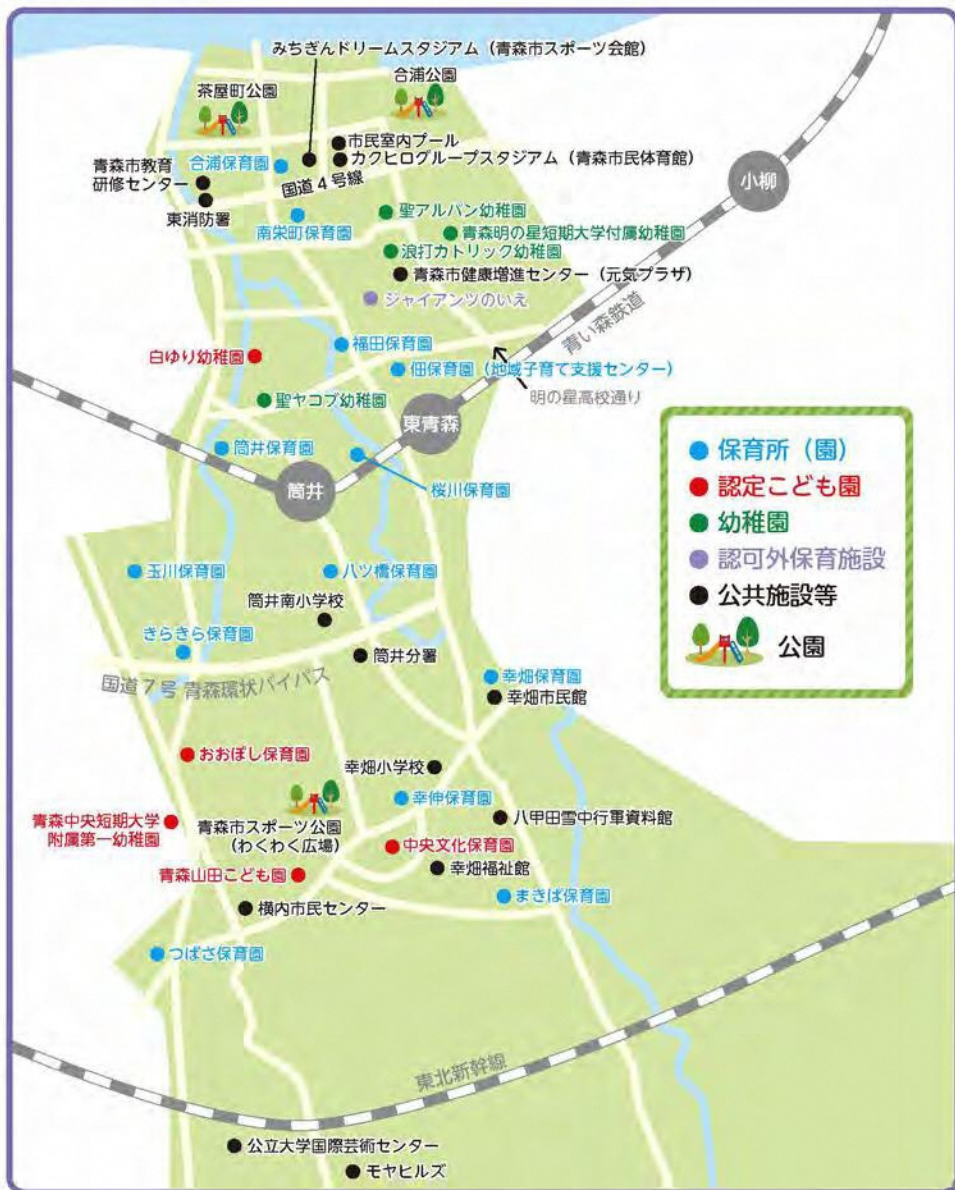 みちぎんドリームスタジアム（青森市スポーツ会館）
合浦公園
茶屋町公園
市民室内プール
カクヒログループスタジアム（青森市民体育館）
青森市教育
研修センター
合浦保育園
国道4号線
小柳
東消防署
南栄町保育園
聖アルバン幼稚園
青森明の星短期大学付属幼稚園
浪打カトリック幼稚園
青森市健康増進センター（元気プラザ）
ジャイアンツのいえ
青い森鉄道
福田保育園
白ゆり幼稚園
佃保育園（地域子育て支援センター）
明の星高校通り
聖ヤコブ幼稚園
東青森
筒井保育園
筒井
桜川保育園
保育所（園）
認定こども園
幼稚園
認可外保育施設
公共施設等
公園
玉川保育園
八ツ橋保育園
筒井南小学校
きらきら保育園
筒井分署
国道7号 青森環状バイパス
幸畑保育園
幸畑市民館
おおぼし保育園
幸畑小学校
幸伸保育園
青森中央短期大学
附属第一幼稚園
青森市スポーツ公園
（わくわく広場）
八甲田雪中行軍資料館
中央文化保育園
幸畑福祉館
青森山田こども園
まきば保育園
横内市民センター
つばさ保育園
東北新幹線
公立大学国際芸術センター
モヤヒルズ